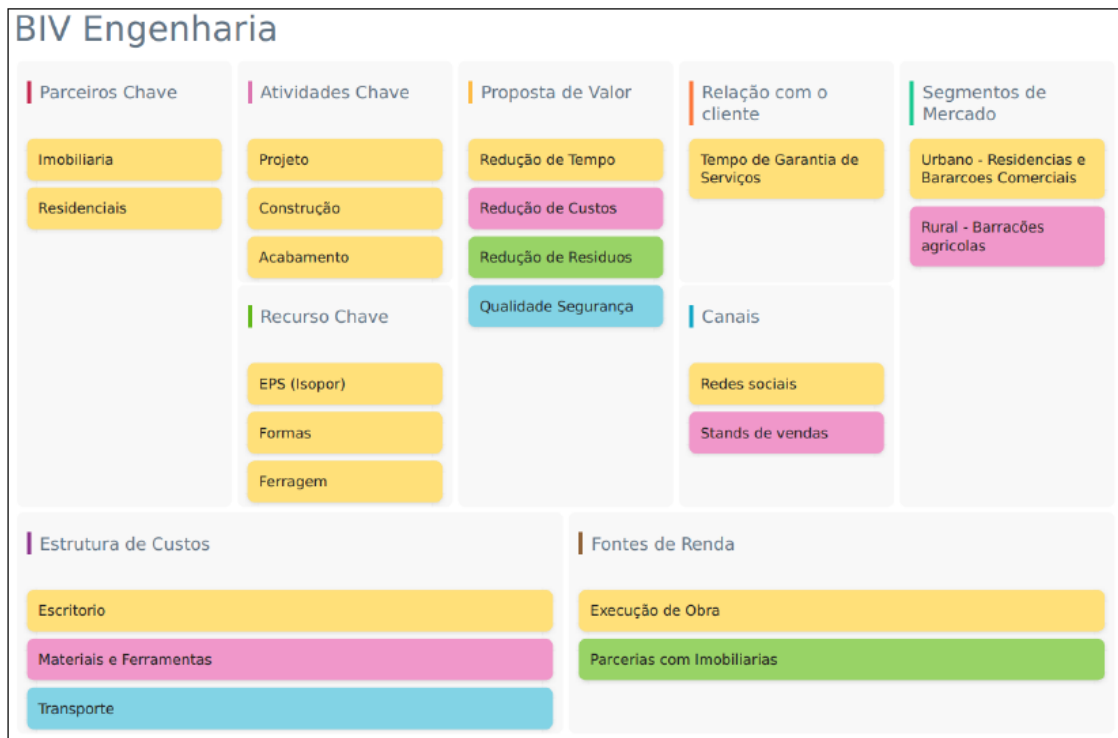 BIV Engenharia
Parceiros Chave
Imobiliaria
Residenciais
Atividades Chave
Projeto
Construção
Acabamento
Recurso Chave
EPS (Isopor)
Formas
Ferragem
Proposta de Valor
Redução de Tempo
Redução de Custos
Redução de Residuos
Qualidade Segurança
Relação com o
cliente
Tempo de Garantia de
Serviços
Canais
Redes sociais
Stands de vendas
Segmentos de
Mercado
Urbano - Residencias e
Bararcoes Comerciais
Rural - Barracões
agricolas
Estrutura de Custos
Escritorio
Materiais e Ferramentas
Transporte
Fontes de Renda
Execução de Obra
Parcerias com Imobiliarias